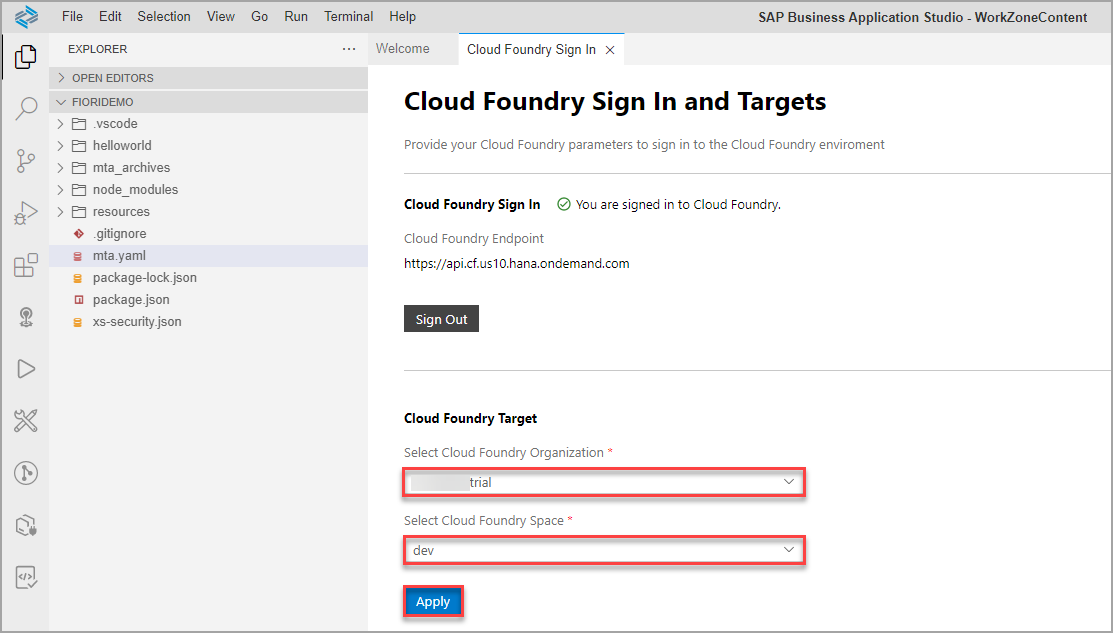 File Edit Selection View Go Run Terminal Help SAP Business Application Studio - WorkZoneContent
EXPLORER ...
Welcome
Cloud Foundry Sign In
OPEN EDITORS
FIORIDEMO
.vscode
helloworld
mta_archives
node_modules
resources
.gitignore
mta.yaml
package-lock.json
package.json
xs-security.json
Cloud Foundry Sign In and Targets
Provide your Cloud Foundry parameters to sign in to the Cloud Foundry enviroment
Cloud Foundry Sign In You are signed in to Cloud Foundry.
Cloud Foundry Endpoint
https://api.cf.us10.hana.ondemand.com
Sign Out
Cloud Foundry Target
Select Cloud Foundry Organization *
trial
Select Cloud Foundry Space *
dev
Apply